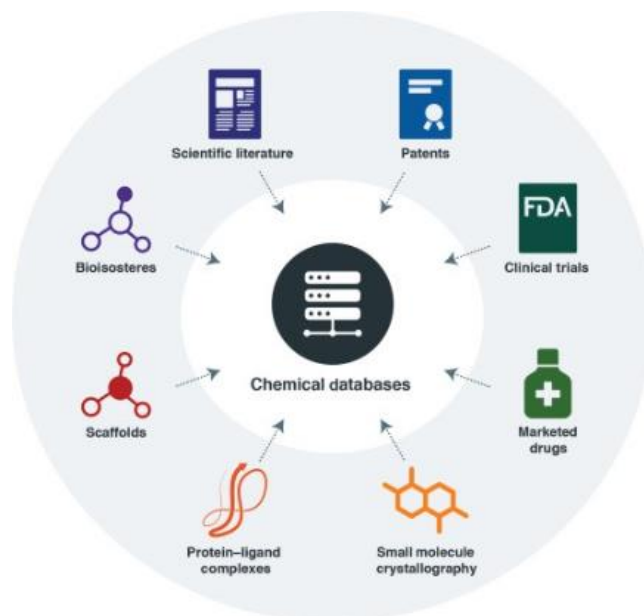 Scientific literature
Patents
Bioisosteres
FDA
Clinical trials
Chemical databases
Scaffolds
Marketed
drugs
Protein–ligand
complexes
Small molecule
crystallography